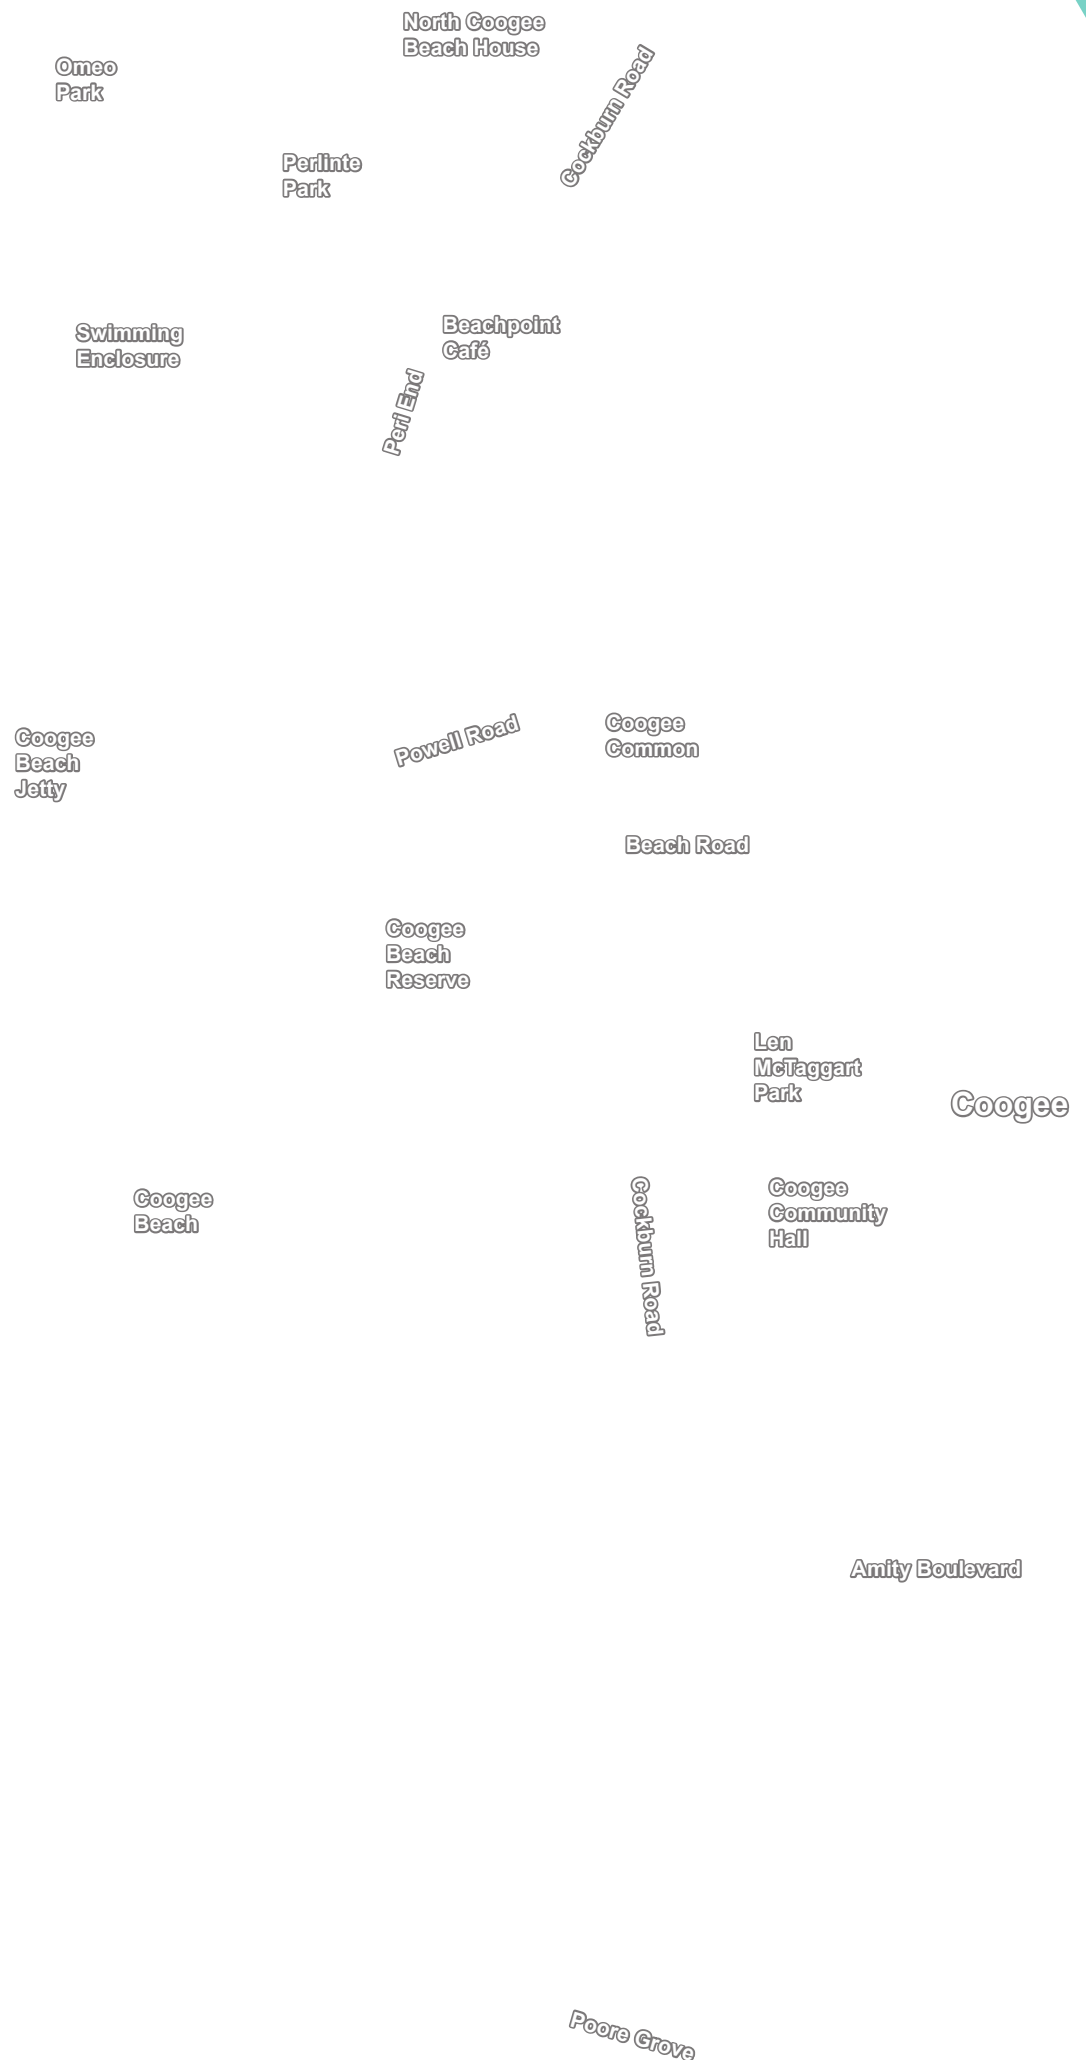 North Coogee
Beach House
Omeo
Park
Cockburn Road
Perlinte
Park
Swimming
Enclosure
Beachpoint
Café
Peri End
Coogee
Beach
Jetty
Powell Road
Coogee
Common
Beach Road
Coogee
Beach
Reserve
Len
McTaggart
Park
Coogee
Coogee
Beach
Cockburn Road
Coogee
Community
Hall
Amity Boulevard
Poore Grove